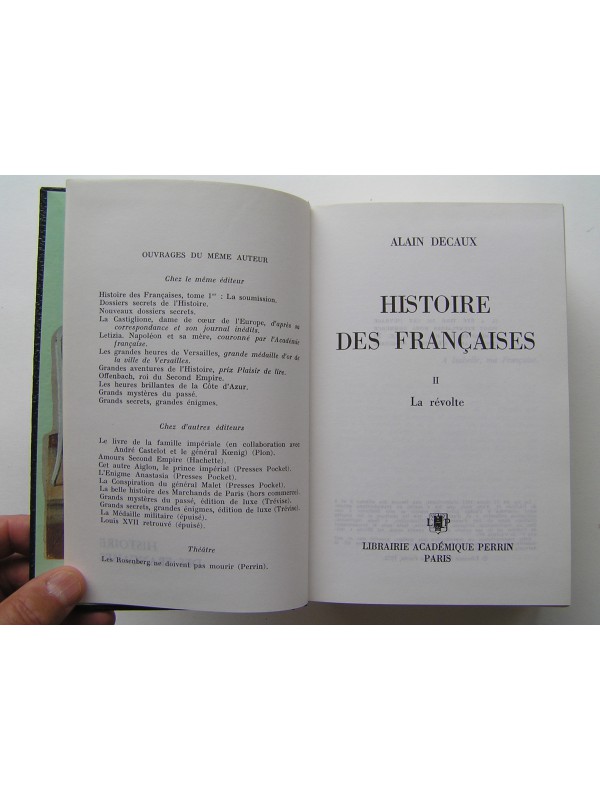 OUVRAGES DU MÊME AUTEUR
Chez le même éditeur
Histoire des Françaises, tome 1er : La soumission.
Dossiers secrets de l'Histoire.
Nouveaux dossiers secrets.
La Castiglione, dame de cœur de l'Europe, d'après sa
correspondance et son journal inédits.
Letizia. Napoléon et sa mère, couronné par l'Académie
française.
Les grandes heures de Versailles, grande médaille d'or de
la ville de Versailles.
Grandes aventures de l'Histoire, prix Plaisir de lire.
Offenbach, roi du Second Empire.
Les heures brillantes de la Côte d'Azur.
Grands mystères du passé.
Grands secrets, grandes énigmes.
Chez d'autres éditeurs
Le livre de la famille impériale (en collaboration avec
André Castelot et le général Kœnig) (Plon).
Amours Second Empire (Hachette).
Cet autre Aiglon, le prince impérial (Presses Pocket).
L'Enigme Anastasia (Presses Pocket).
La Conspiration du général Malet (Presses Pocket).
La belle histoire des Marchands de Paris (hors commerce).
Grands mystères du passé, édition de luxe (Trévise).
Grands secrets, grandes énigmes, édition de luxe (Trévise).
La Médaille militaire (épuisé).
Louis XVII retrouvé (épuisé).
Théâtre
Les Rosenberg ne doivent pas mourir (Perrin).
ALAIN DECAUX
HISTOIRE
DES FRANÇAISES
II
La révolte
LP
LIBRAIRIE ACADÉMIQUE PERRIN
PARIS